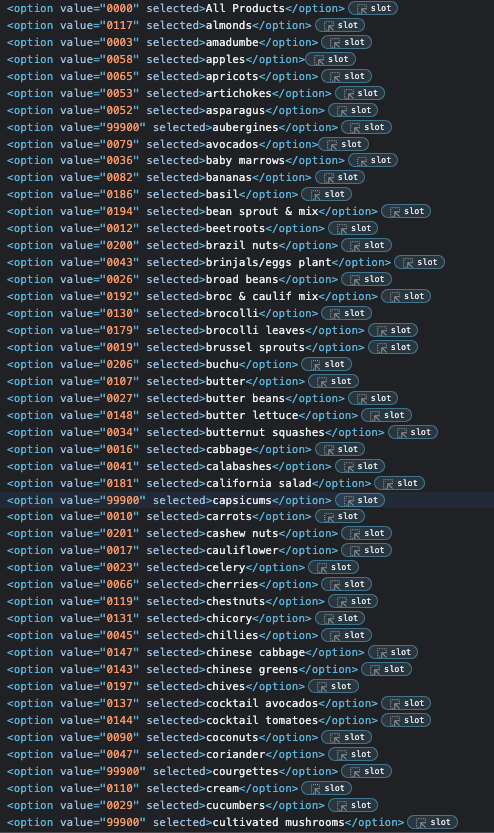 <option value="0000" selected>All Products</option> slot
<option value="0117" selected>almonds</option> slot
<option value="0003" selected>amadumbe</option> slot
<option value="0058" selected>apples</option> slot
<option value="0065" selected>apricots</option> slot
<option value="0053" selected>artichokes</option> slot
<option value="0052" selected>asparagus</option> slot
<option value="99900" selected>aubergines</option> slot
<option value="0079" selected>avocados</option> slot
<option value="0036" selected>baby marrows</option> slot
<option value="0082" selected>bananas</option> slot
<option value="0186" selected>basil</option> slot
<option value="0194" selected>bean sprout & mix</option> slot
<option value="0012" selected>beetroots</option> slot
<option value="0200" selected>brazil nuts</option> slot
<option value="0043" selected>brinjals/eggs plant</option> slot
<option value="0026" selected>broad beans</option> slot
<option value="0192" selected>broc & caulif mix</option> slot
<option value="0130" selected>brocolli</option> slot
<option value="0179" selected>brocolli leaves</option> slot
<option value="0019" selected>brussel sprouts</option> slot
<option value="0206" selected>buchu</option> slot
<option value="0107" selected>butter</option> slot
<option value="0027" selected>butter beans</option> slot
<option value="0148" selected>butter lettuce</option> slot
<option value="0034" selected>butternut squashes</option> slot
<option value="0016" selected>cabbage</option> slot
<option value="0041" selected>calabashes</option> slot
<option value="0181" selected>california salad</option> slot
<option value="99900" selected>capsicums</option> slot
<option value="0010" selected>carrots</option> slot
<option value="0201" selected>cashew nuts</option> slot
<option value="0017" selected>cauliflower</option> slot
<option value="0023" selected>celery</option> slot
<option value="0066" selected>cherries</option> slot
<option value="0119" selected>chestnuts</option> slot
<option value="0131" selected>chicory</option> slot
<option value="0045" selected>chillies</option> slot
<option value="0147" selected>chinese cabbage</option> slot
<option value="0143" selected>chinese greens</option> slot
<option value="0197" selected>chives</option> slot
<option value="0137" selected>cocktail avocados</option> slot
<option value="0144" selected>cocktail tomatoes</option> slot
<option value="0090" selected>coconuts</option> slot
<option value="0047" selected>coriander</option> slot
<option value="99900" selected>courgettes</option> slot
<option value="0110" selected>cream</option> slot
<option value="0029" selected>cucumbers</option> slot
<option value="99900" selected>cultivated mushrooms</option> slot